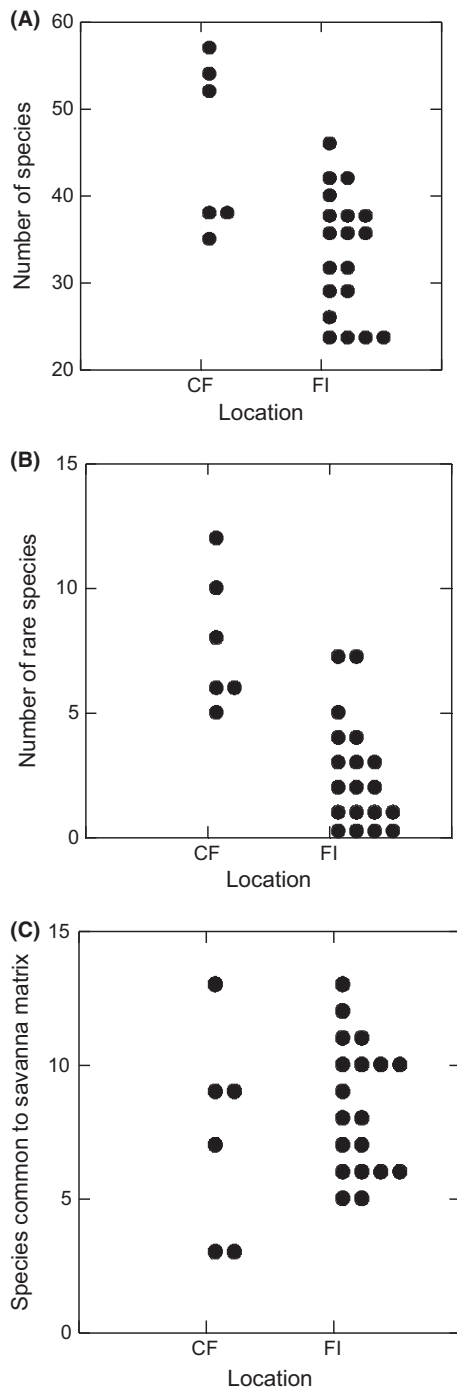 (A)
60
50
40
30
20
Number of species
CF
FI
Location
(B)
15
10
5
0
Number of rare species
CF
FI
Location
(C)
15
10
5
0
Species common to savanna matrix
CF
FI
Location